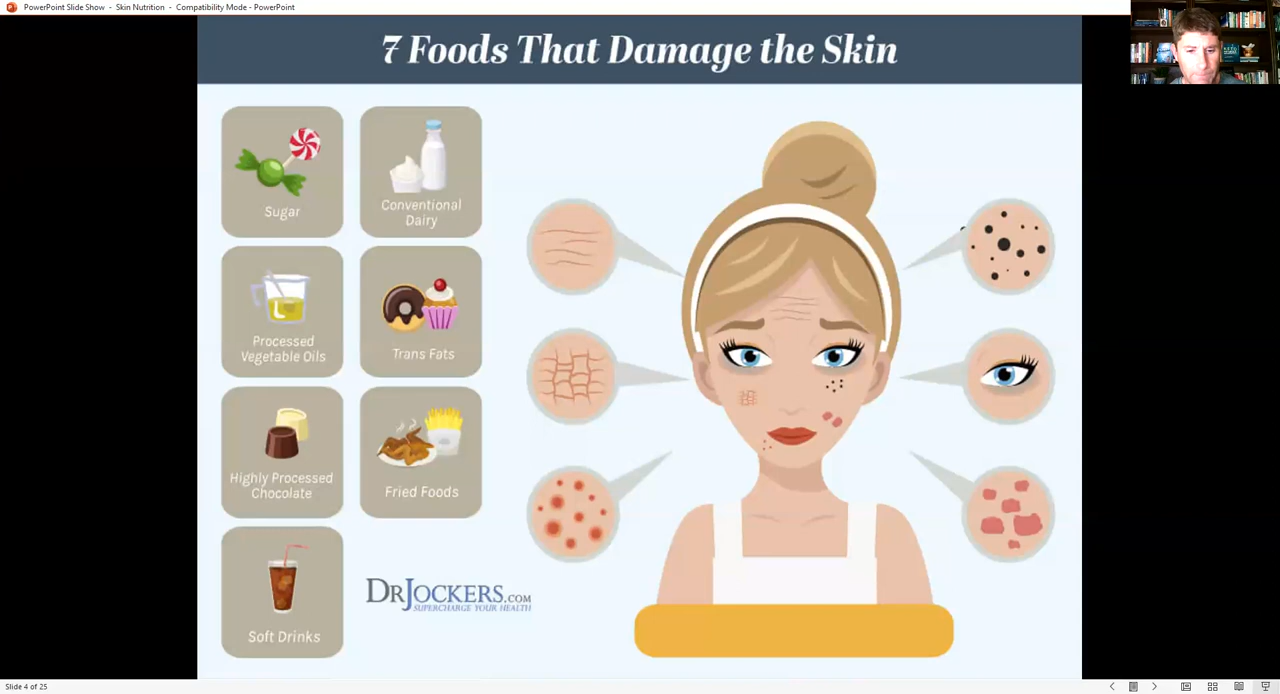 PowerPoint Slide Show - Skin Nutrition - Compatibility Mode - PowerPoint
7 Foods That Damage the Skin
Sugar
Conventional
Dairy
Processed
Vegetable Oils
Trans Fats
Highly Processed
Chocolate
Fried Foods
Soft Drinks
DRJOCKERS.COM
SUPERCHARGE YOUR HEALTH
Slide 4 of 25